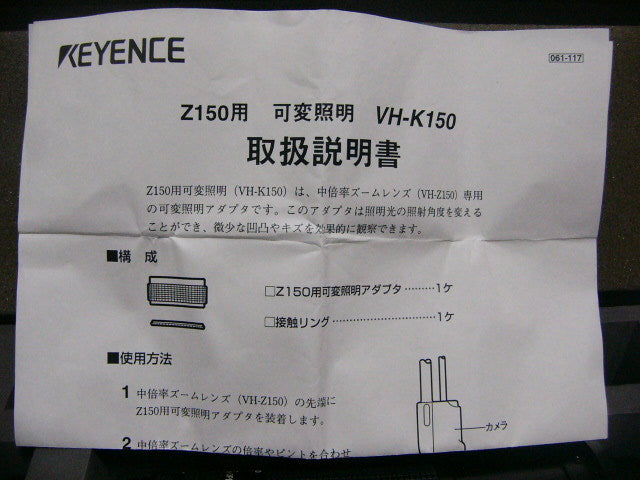 KEYENCE
061-117
Z150用 可変照明 VH-K150
取扱説明書
Z150用可変照明（VH-K150）は、中倍率ズームレンズ（VH-Z150）専用
の可変照明アダプタです。このアダプタは照明光の照射角度を変える
ことができ、微少な凹凸やキズを効果的に観察できます。
■構 成
□Z150用可変照明アダプタ………1ケ
□接触リング……………………1ケ
■使用方法
1 中倍率ズームレンズ（VH-Z150）の先端に
Z150用可変照明アダプタを装着します。
カメラ
2 中倍率ズームレンズの倍率やピントを合わせ